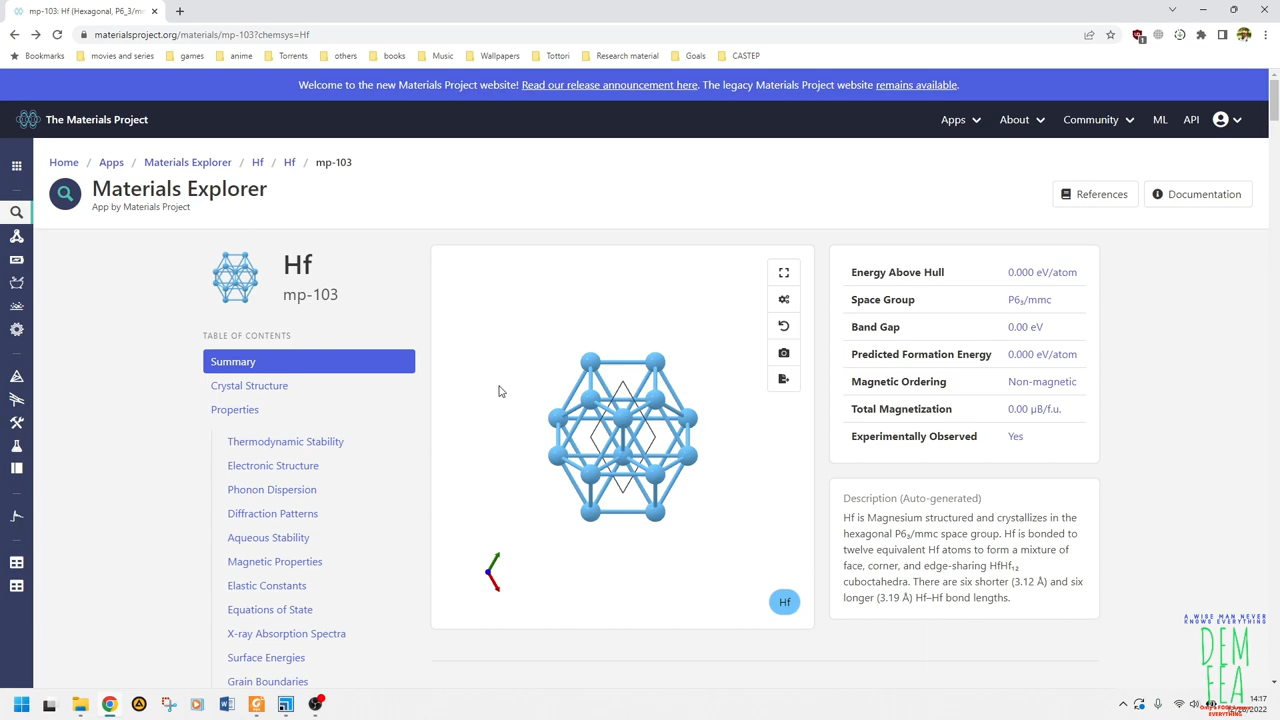 mp-103: Hf (Hexagonal, P6_3/mm
materialsproject.org/materials/mp-103?chemsys=Hf
Bookmarks movies and series games anime Torrents others books Music Wallpapers Tottori Research material Goals CASTEP
Welcome to the new Materials Project website! Read our release announcement here. The legacy Materials Project website remains available.
The Materials Project
Apps About Community ML API
Home / Apps / Materials Explorer / Hf / Hf / mp-103
Materials Explorer
App by Materials Project
References Documentation
Hf
mp-103
TABLE OF CONTENTS
Summary
Crystal Structure
Properties
Thermodynamic Stability
Electronic Structure
Phonon Dispersion
Diffraction Patterns
Aqueous Stability
Magnetic Properties
Elastic Constants
Equations of State
X-ray Absorption Spectra
Surface Energies
Grain Boundaries
Hf
Energy Above Hull 0.000 eV/atom
Space Group P6₃/mmc
Band Gap 0.00 eV
Predicted Formation Energy 0.000 eV/atom
Magnetic Ordering Non-magnetic
Total Magnetization 0.00 µB/f.u.
Experimentally Observed Yes
Description (Auto-generated)
Hf is Magnesium structured and crystallizes in the
hexagonal P6₃/mmc space group. Hf is bonded to
twelve equivalent Hf atoms to form a mixture of
face, corner, and edge-sharing HfHf₁₂
cuboctahedra. There are six shorter (3.12 Å) and six
longer (3.19 Å) Hf–Hf bond lengths.
A WISE MAN NEVER
KNOWS EVERYTHING
DEM
FEA
EVERYTHING
14:17